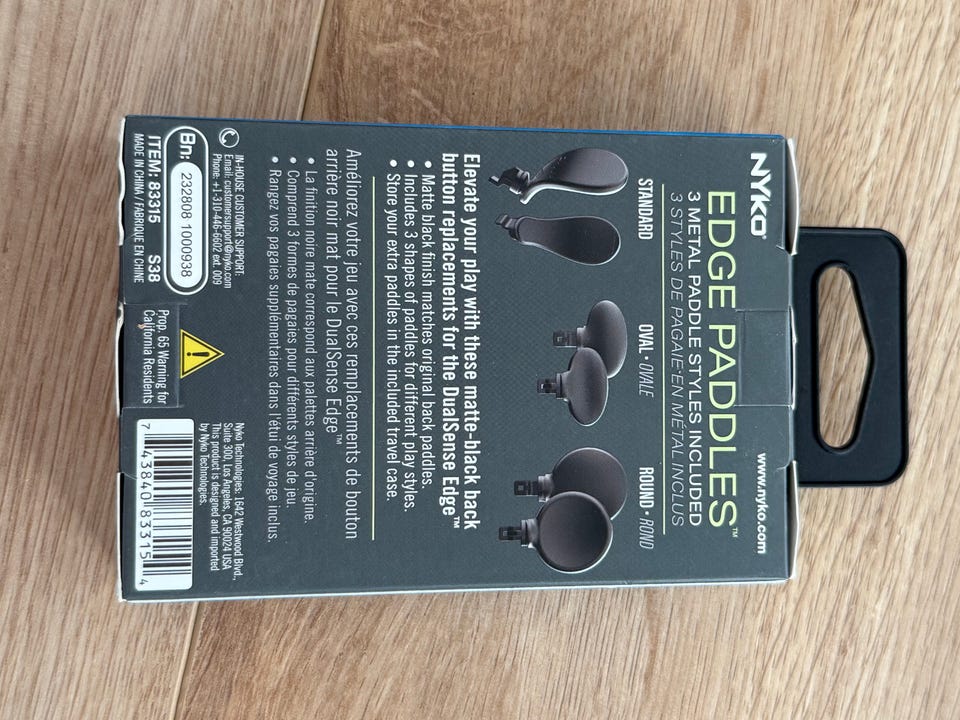 NYKO®
www.nyko.com
EDGE PADDLES™
3 METAL PADDLE STYLES INCLUDED
3 STYLES DE PAGAIE EN MÉTAL INCLUS
STANDARD
OVAL • OVALE
ROUND • ROND
Elevate your play with these matte-black back
button replacements for the DualSense Edge™
• Matte black finish matches original back paddles.
• Includes 3 shapes of paddles for different play styles.
• Store your extra paddles in the included travel case.
Améliorez votre jeu avec ces remplacements de bouton
arrière noir mat pour le DualSense Edge™
• La finition noire mate correspond aux palettes arrière d'origine.
• Comprend 3 formes de pagaies pour différents styles de jeu.
• Rangez vos pagaies supplémentaires dans l'étui de voyage inclus.
IN-HOUSE CUSTOMER SUPPORT:
Email: customersupport@nyko.com
Phone: +1-310-446-6602 ext. 009
Bn: 232808 1000938
ITEM: 83315 S38
MADE IN CHINA / FABRIQUÉ EN CHINE
Prop. 65 Warning for
California Residents
Nyko Technologies: 1642 Westwood Blvd.,
Suite 300, Los Angeles, CA 90024 USA
This product is designed and imported
by Nyko Technologies.
7 43840 83315 4